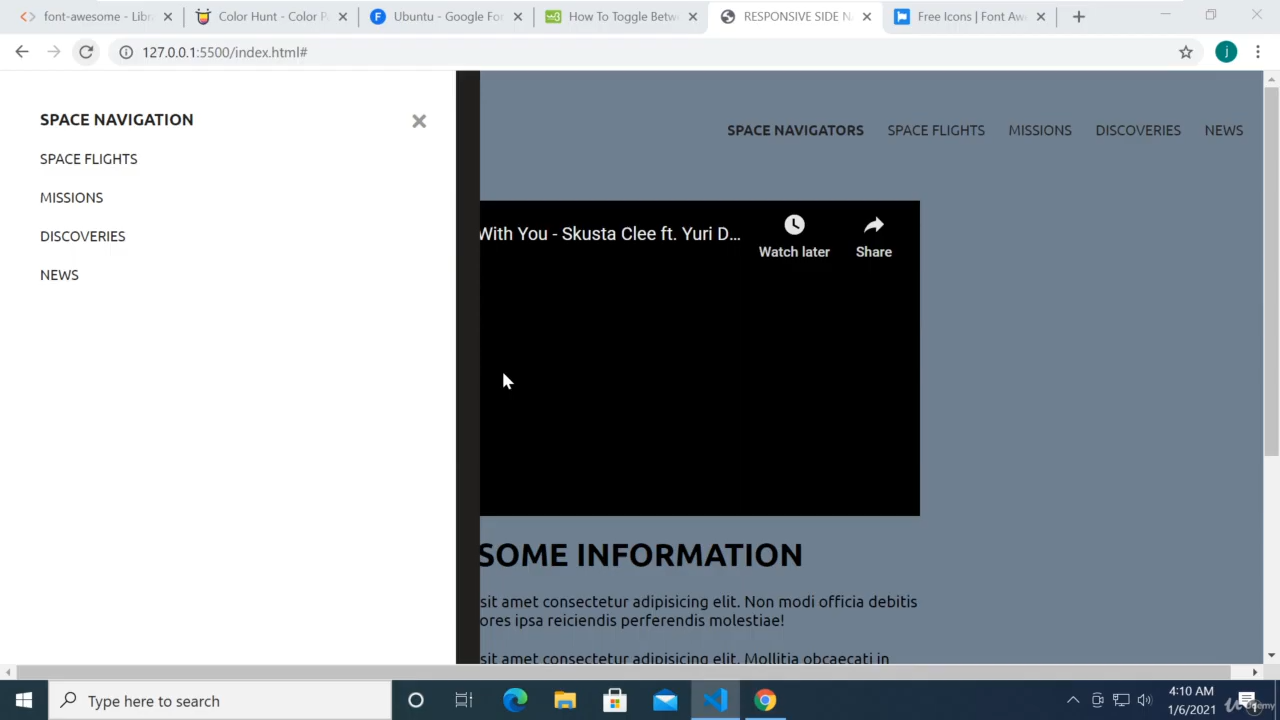 font-awesome - Libra
Color Hunt - Color P
Ubuntu - Google For
How To Toggle Betw
RESPONSIVE SIDE N
Free Icons | Font Aw
127.0.0.1:5500/index.html#
j
SPACE NAVIGATION
SPACE FLIGHTS
MISSIONS
DISCOVERIES
NEWS
SPACE NAVIGATORS SPACE FLIGHTS MISSIONS DISCOVERIES NEWS
With You - Skusta Clee ft. Yuri D...
Watch later
Share
SOME INFORMATION
sit amet consectetur adipisicing elit. Non modi officia debitis
ores ipsa reiciendis perferendis molestiae!
sit amet consectetur adipisicing elit. Mollitia obcaecati in
Type here to search
4:10 AM
1/6/2021
Udemy